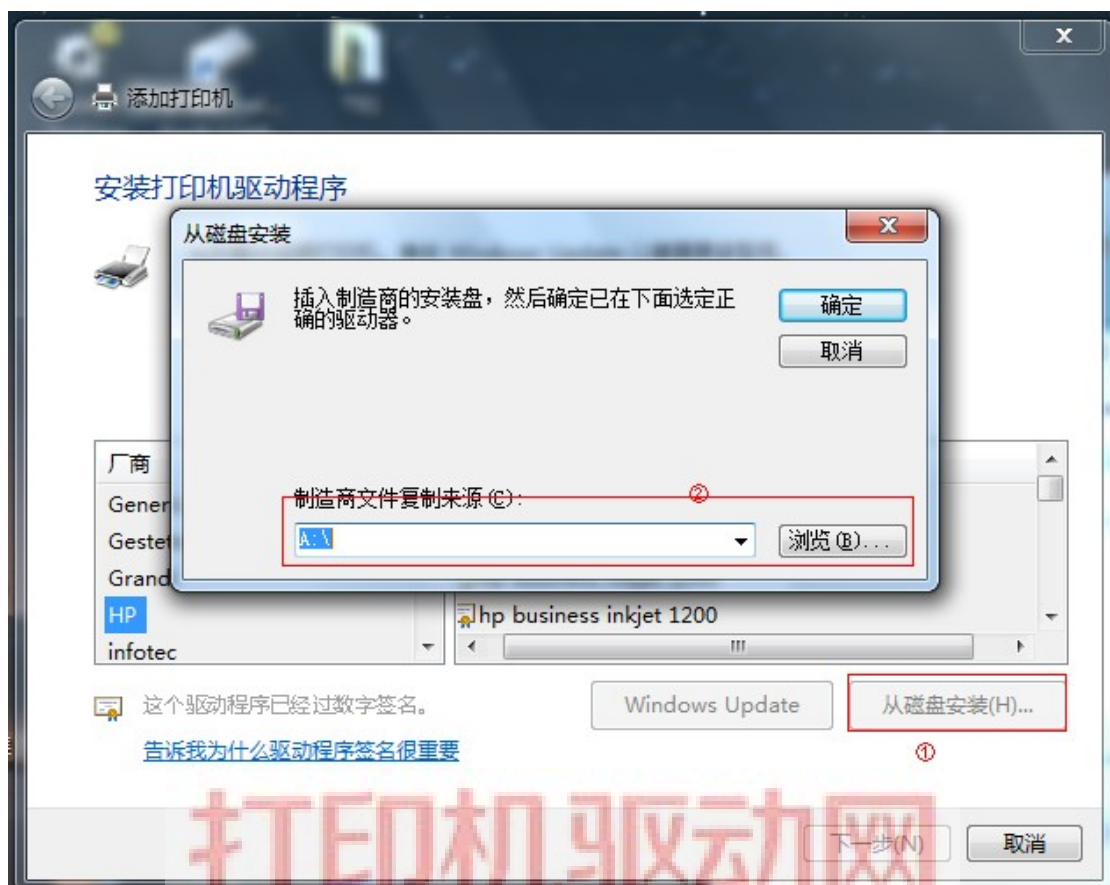 x
添加打印机
安装打印机驱动程序
从磁盘安装
x
插入制造商的安装盘，然后确定已在下面选定正
确的驱动器。
确定
取消
制造商文件复制来源(C):
②
A:\
浏览(B)...
厂商
Gener
Gestet
Grand
HP
infotec
hp business inkjet 1200
这个驱动程序已经过数字签名。
Windows Update
从磁盘安装(H)...
告诉我为什么驱动程序签名很重要
①
打印机驱动网
下一步(N)
取消